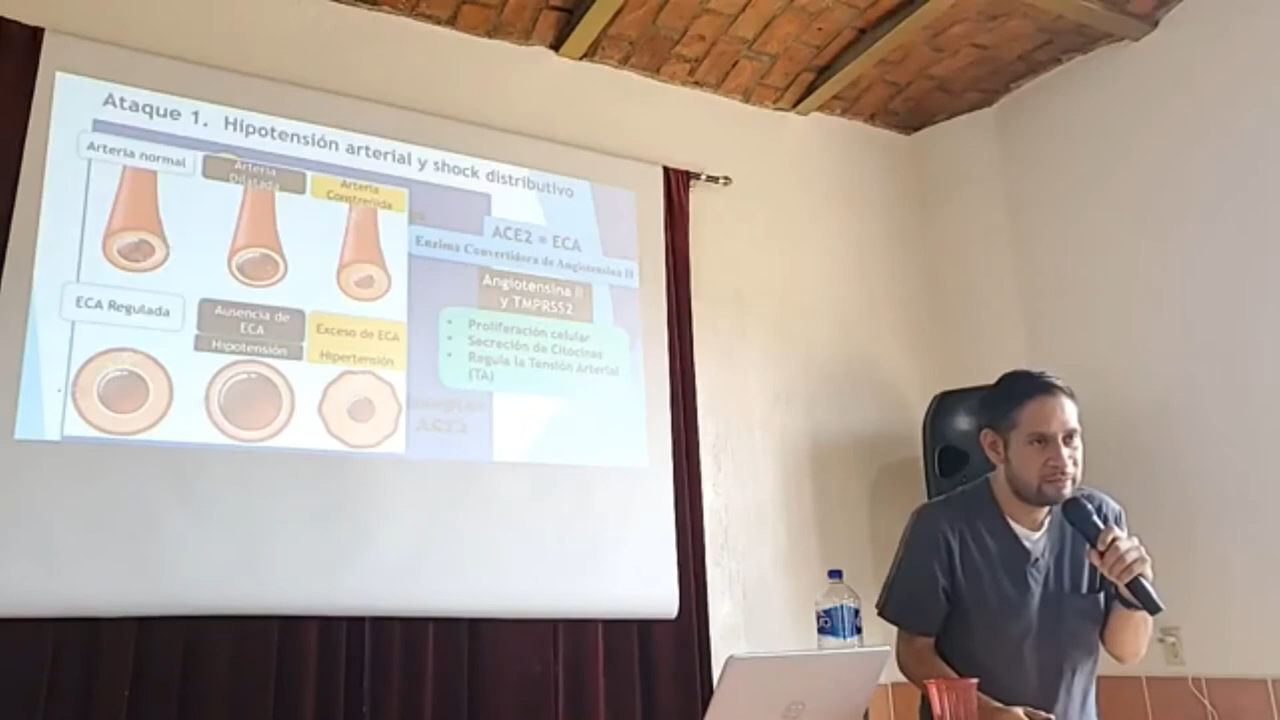 Ataque 1. Hipotensión arterial y shock distributivo
Arteria normal
Arteria
Dilatada
Arteria
Constreñida
ACE2 = ECA
Enzima Convertidora de Angiotensina II
Angiotensina II
y TMPRSS2
ECA Regulada
Ausencia de
ECA
Hipotensión
Exceso de ECA
Hipertensión
• Proliferación celular
• Secreción de Citocinas
• Regula la Tensión Arterial
(TA)
ACE2